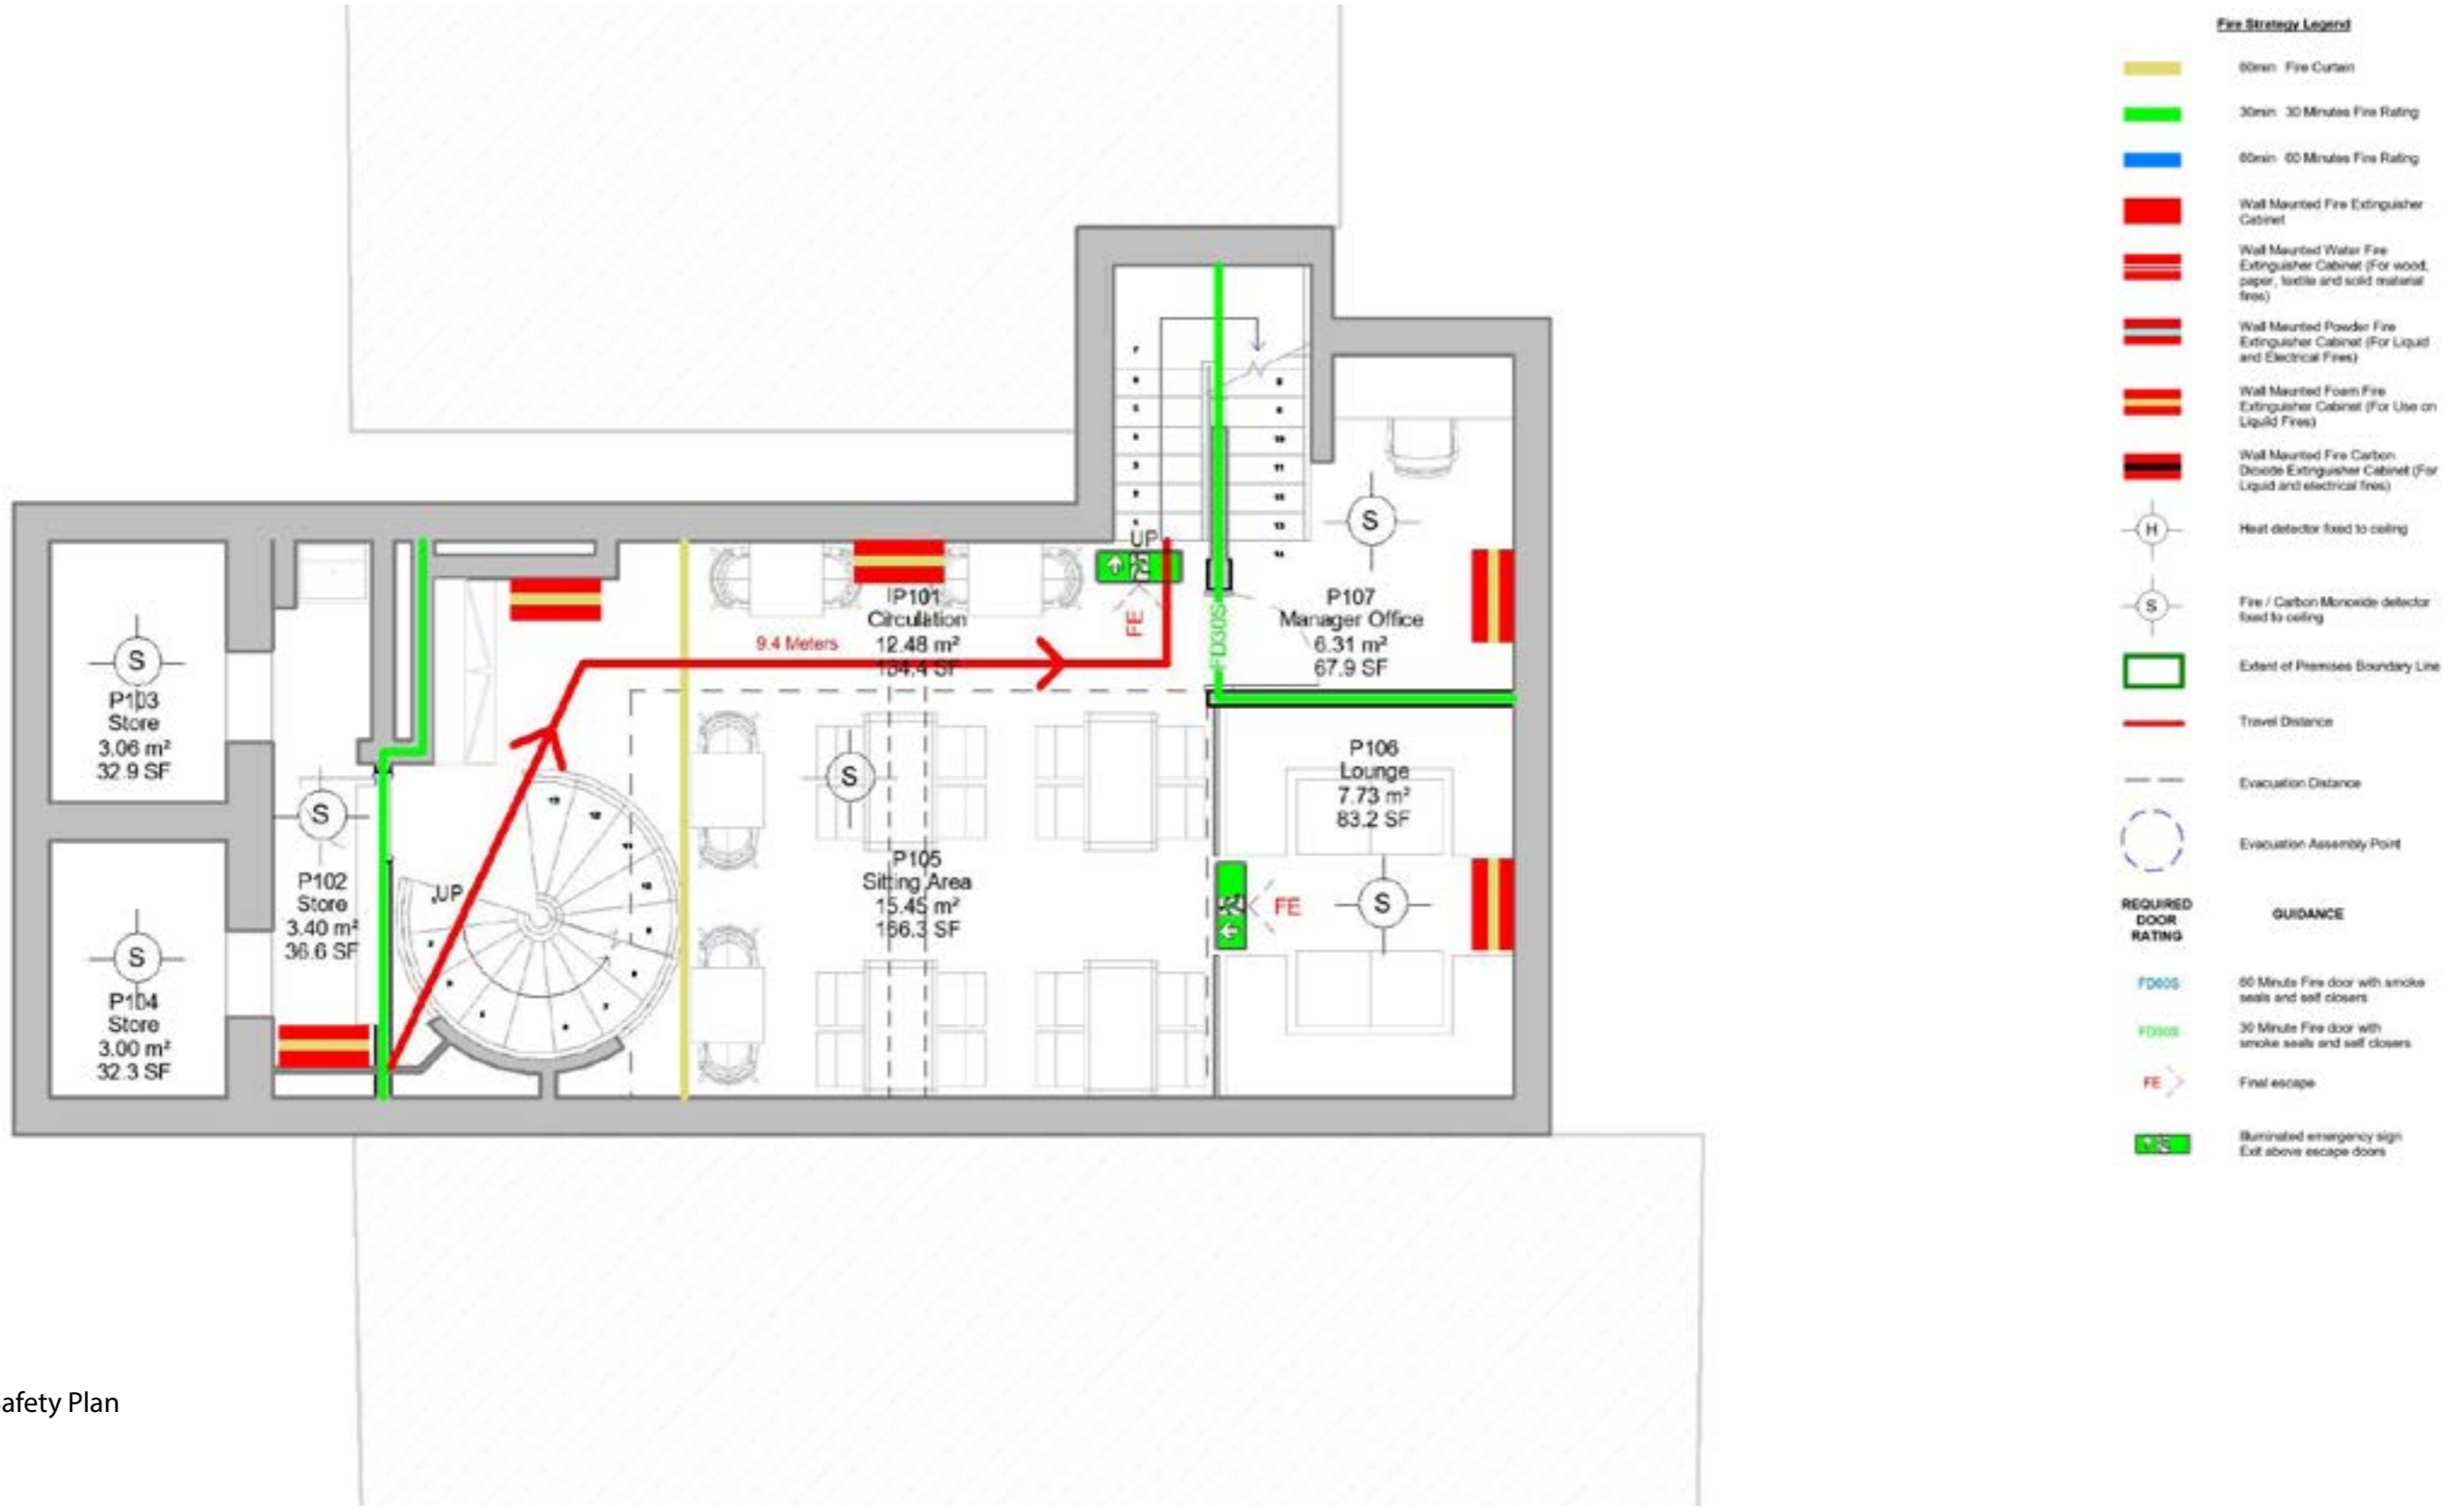 Fire Strategy Legend
60min Fire Curtain
30min 30 Minutes Fire Rating
60min 60 Minutes Fire Rating
Wall Maunted Fire Extinguisher
Cabinet
Wall Maunted Water Fire
Extinguisher Cabinet (For wood,
paper, textile and solid material
fires)
Wall Maunted Powder Fire
Extinguisher Cabinet (For Liquid
and Electrical Fires)
Wall Maunted Foam Fire
Extinguisher Cabinet (For Use on
Liquid Fires)
Wall Maunted Fire Carbon
Dioxide Extinguisher Cabinet (For
Liquid and electrical fires)
H
Heat detector fixed to ceiling
S
Fire / Carbon Monoxide detector
fixed to ceiling
Extent of Premises Boundary Line
Travel Distance
Evacuation Distance
Evacuation Assembly Point
REQUIRED
DOOR
RATING
GUIDANCE
FD60S
60 Minute Fire door with smoke
seals and self closers
FD30S
30 Minute Fire door with
smoke seals and self closers
FE
Final escape
Illuminated emergency sign
Exit above escape doors
S
P103
Store
3.06 m²
32.9 SF
S
P104
Store
3.00 m²
32.3 SF
S
P102
Store
3.40 m²
36.6 SF
UP
9.4 Meters
P101
Circulation
12.48 m²
134.4 SF
UP
FE
FD30S
S
P107
Manager Office
6.31 m²
67.9 SF
S
P105
Sitting Area
15.45 m²
166.3 SF
P106
Lounge
7.73 m²
83.2 SF
FE
S
afety Plan